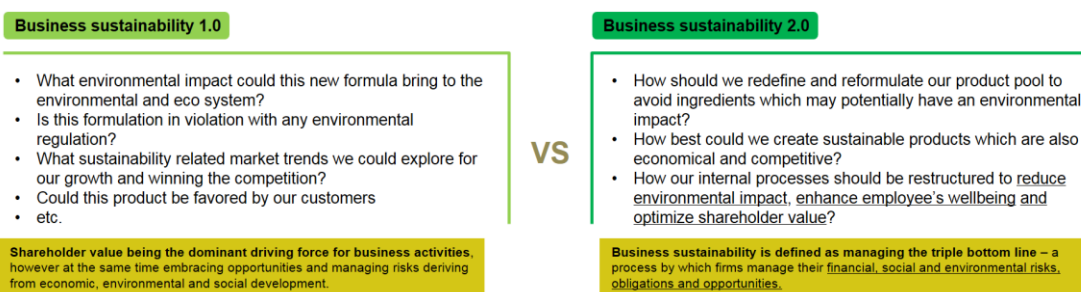 Business sustainability 1.0
• What environmental impact could this new formula bring to the
environmental and eco system?
• Is this formulation in violation with any environmental
regulation?
• What sustainability related market trends we could explore for
our growth and winning the competition?
• Could this product be favored by our customers
• etc.
Shareholder value being the dominant driving force for business activities,
however at the same time embracing opportunities and managing risks deriving
from economic, environmental and social development.
VS
Business sustainability 2.0
• How should we redefine and reformulate our product pool to
avoid ingredients which may potentially have an environmental
impact?
• How best could we create sustainable products which are also
economical and competitive?
• How our internal processes should be restructured to reduce
environmental impact, enhance employee's wellbeing and
optimize shareholder value?
Business sustainability is defined as managing the triple bottom line – a
process by which firms manage their financial, social and environmental risks,
obligations and opportunities.